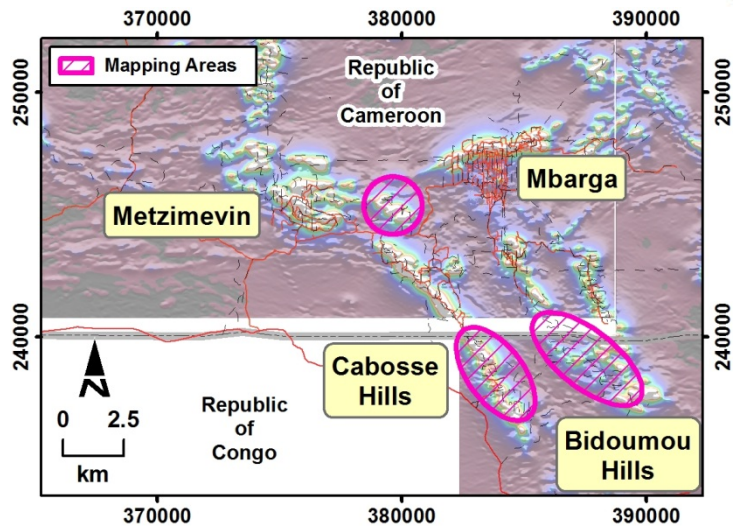 370000
380000
390000
Mapping Areas
Republic
of
Cameroon
250000
250000
Mbarga
Metzimevin
240000
240000
Cabosse
Hills
N
0 2.5
km
Republic
of
Congo
Bidoumou
Hills
370000
380000
390000